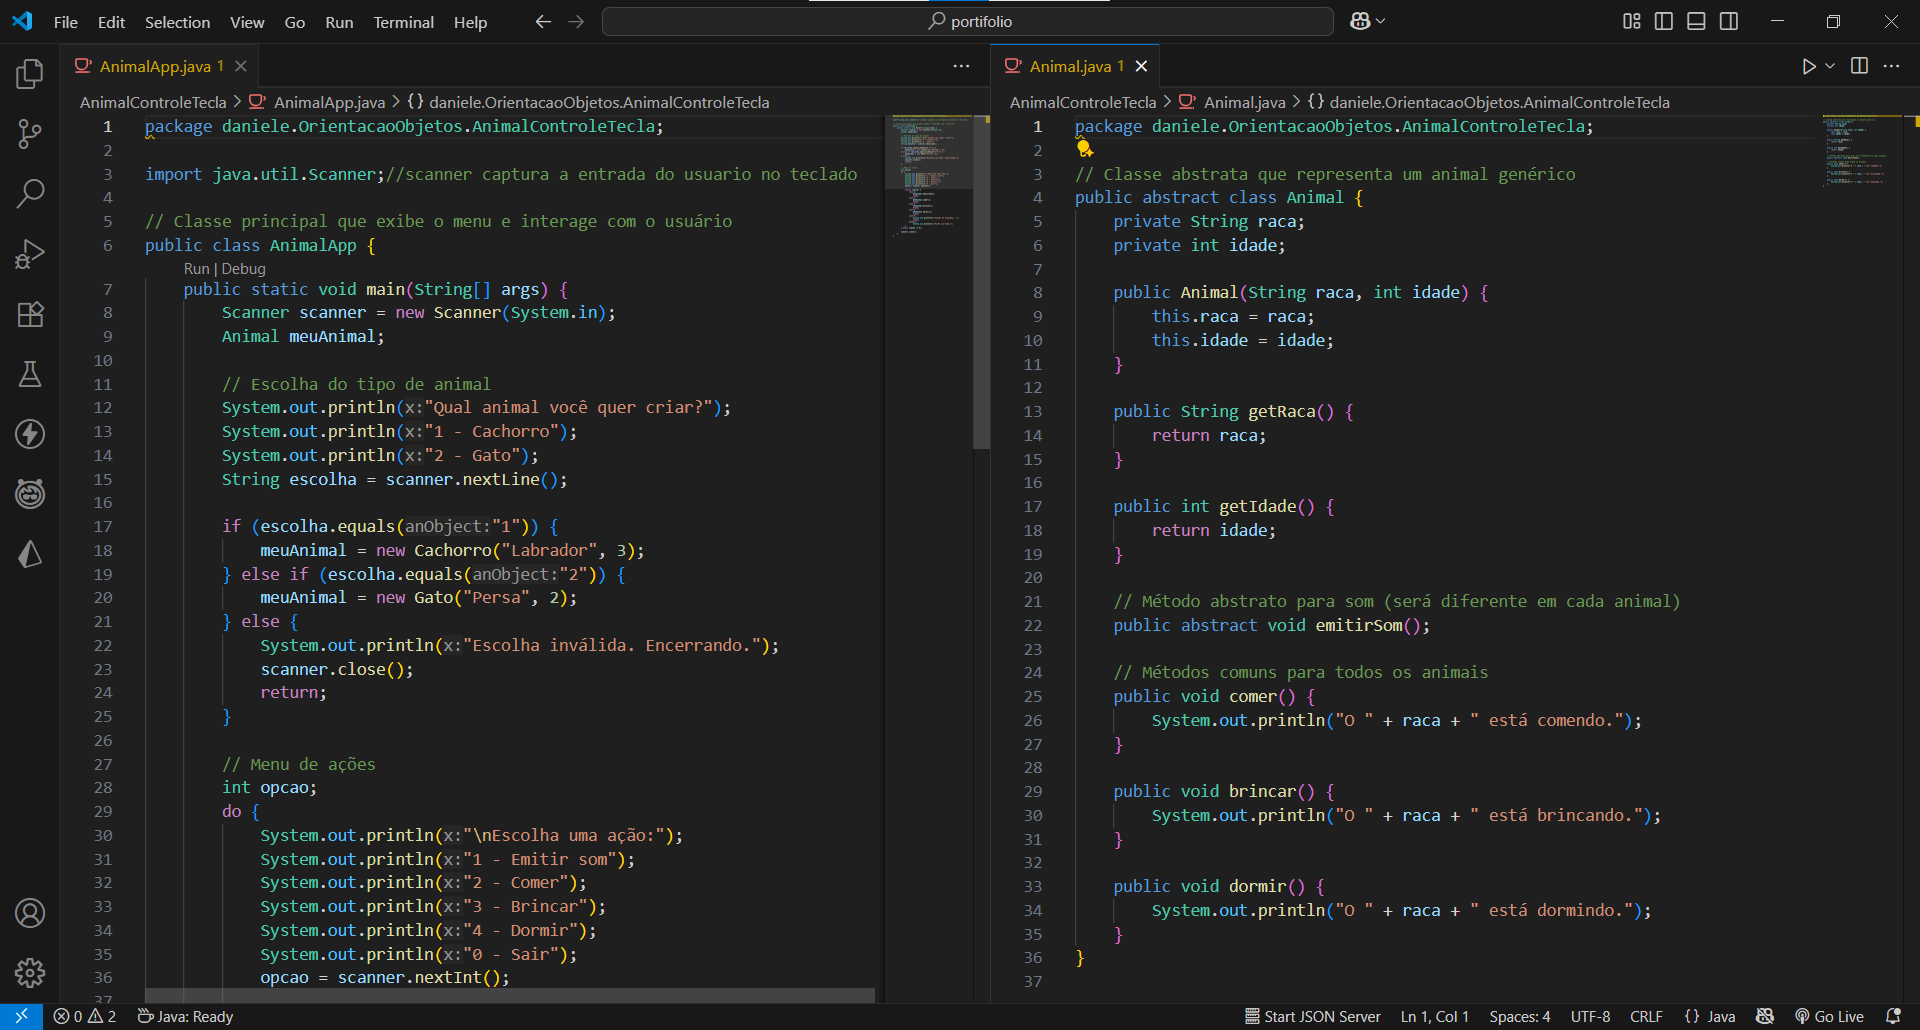 File Edit Selection View Go Run Terminal Help
portifolio
AnimalApp.java 1
AnimalControleTecla > AnimalApp.java > {} daniele.OrientacaoObjetos.AnimalControleTecla
1 package daniele.OrientacaoObjetos.AnimalControleTecla;
2
3 import java.util.Scanner;//scanner captura a entrada do usuario no teclado
4
5 // Classe principal que exibe o menu e interage com o usuário
6 public class AnimalApp {
Run | Debug
7 public static void main(String[] args) {
8 Scanner scanner = new Scanner(System.in);
9 Animal meuAnimal;
10
11 // Escolha do tipo de animal
12 System.out.println(x:"Qual animal você quer criar?");
13 System.out.println(x:"1 - Cachorro");
14 System.out.println(x:"2 - Gato");
15 String escolha = scanner.nextLine();
16
17 if (escolha.equals(anObject:"1")) {
18 meuAnimal = new Cachorro("Labrador", 3);
19 } else if (escolha.equals(anObject:"2")) {
20 meuAnimal = new Gato("Persa", 2);
21 } else {
22 System.out.println(x:"Escolha inválida. Encerrando.");
23 scanner.close();
24 return;
25 }
26
27 // Menu de ações
28 int opcao;
29 do {
30 System.out.println(x:"\nEscolha uma ação:");
31 System.out.println(x:"1 - Emitir som");
32 System.out.println(x:"2 - Comer");
33 System.out.println(x:"3 - Brincar");
34 System.out.println(x:"4 - Dormir");
35 System.out.println(x:"0 - Sair");
36 opcao = scanner.nextInt();
37
Animal.java 1
AnimalControleTecla > Animal.java > {} daniele.OrientacaoObjetos.AnimalControleTecla
1 package daniele.OrientacaoObjetos.AnimalControleTecla;
2
3 // Classe abstrata que representa um animal genérico
4 public abstract class Animal {
5 private String raca;
6 private int idade;
7
8 public Animal(String raca, int idade) {
9 this.raca = raca;
10 this.idade = idade;
11 }
12
13 public String getRaca() {
14 return raca;
15 }
16
17 public int getIdade() {
18 return idade;
19 }
20
21 // Método abstrato para som (será diferente em cada animal)
22 public abstract void emitirSom();
23
24 // Métodos comuns para todos os animais
25 public void comer() {
26 System.out.println("O " + raca + " está comendo.");
27 }
28
29 public void brincar() {
30 System.out.println("O " + raca + " está brincando.");
31 }
32
33 public void dormir() {
34 System.out.println("O " + raca + " está dormindo.");
35 }
36 }
37
0 2 Java: Ready Start JSON Server Ln 1, Col 1 Spaces: 4 UTF-8 CRLF {} Java Go Live